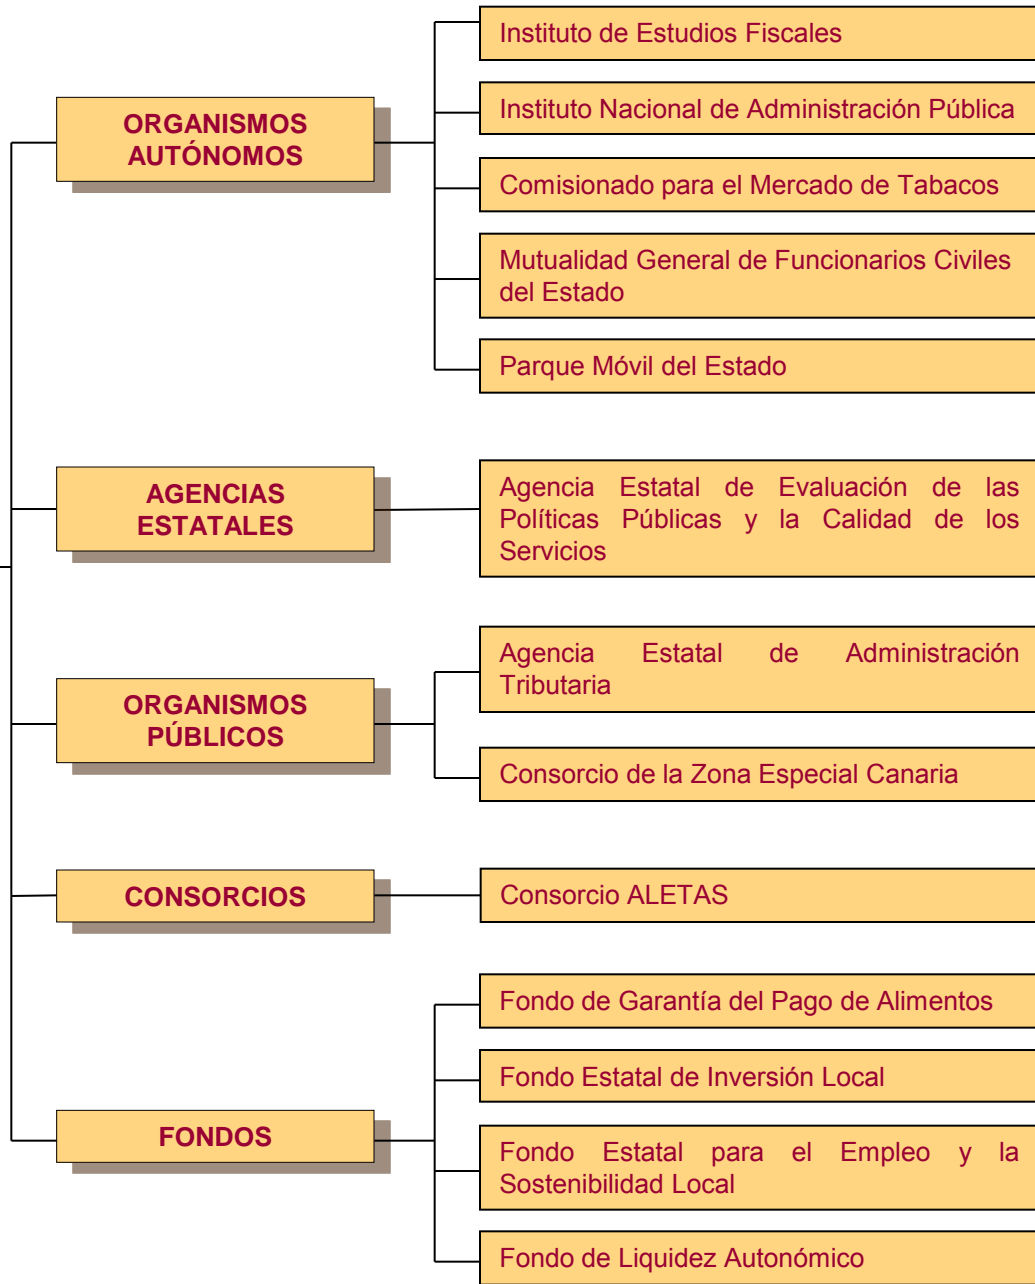 ORGANISMOS
AUTÓNOMOS
Instituto de Estudios Fiscales
Instituto Nacional de Administración Pública
Comisionado para el Mercado de Tabacos
Mutualidad General de Funcionarios Civiles
del Estado
Parque Móvil del Estado
AGENCIAS
ESTATALES
Agencia Estatal de Evaluación de las
Políticas Públicas y la Calidad de los
Servicios
ORGANISMOS
PÚBLICOS
Agencia Estatal de Administración
Tributaria
Consorcio de la Zona Especial Canaria
CONSORCIOS
Consorcio ALETAS
FONDOS
Fondo de Garantía del Pago de Alimentos
Fondo Estatal de Inversión Local
Fondo Estatal para el Empleo y la
Sostenibilidad Local
Fondo de Liquidez Autonómico